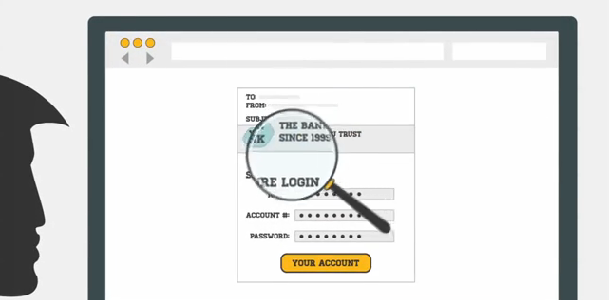 TO
FROM:
THE BAN
TRUST
SINCE 1995
RE LOGIN
ACCOUNT #:
PASSWORD:
YOUR ACCOUNT